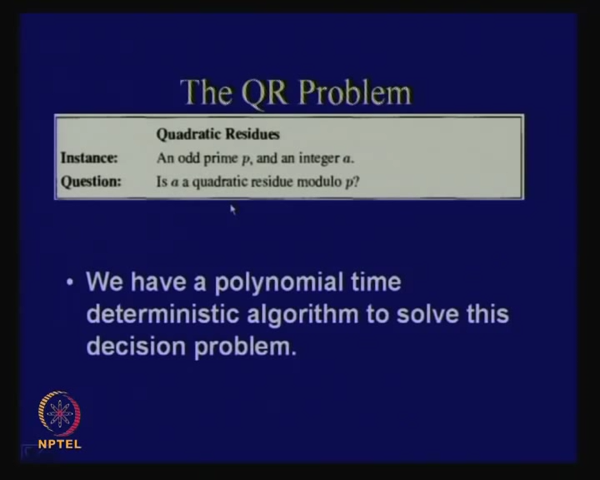 The QR Problem
Quadratic Residues
Instance: An odd prime p, and an integer a.
Question: Is a a quadratic residue modulo p?
• We have a polynomial time
deterministic algorithm to solve this
decision problem.
NPTEL